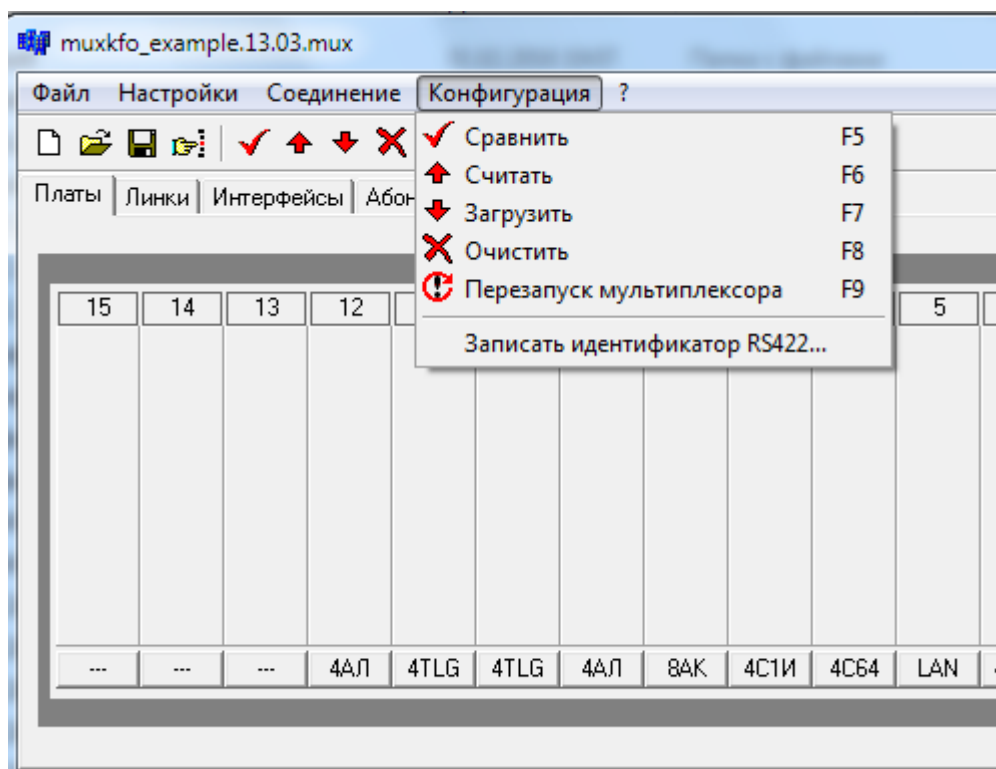 muxkfo_example.13.03.mux
Файл Настройки Соединение Конфигурация ?
Сравнить F5
Считать F6
Загрузить F7
Очистить F8
Перезапуск мультиплексора F9
Записать идентификатор RS422...
Платы Линки Интерфейсы
15 14 13 12 5
--- --- --- 4АЛ 4TLG 4TLG 4АЛ 8АК 4С1И 4С64 LAN